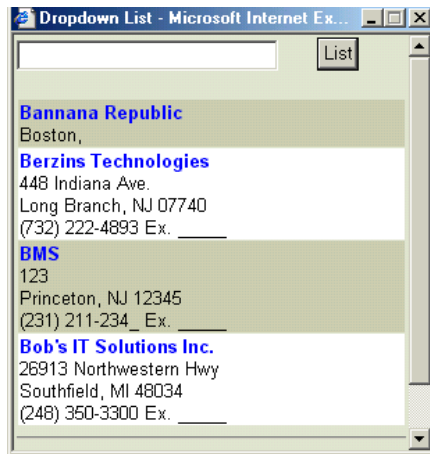 Dropdown List - Microsoft Internet Ex...
List
Bannana Republic
Boston,
Berzins Technologies
448 Indiana Ave.
Long Branch, NJ 07740
(732) 222-4893 Ex. _____
BMS
123
Princeton, NJ 12345
(231) 211-234_ Ex. _____
Bob's IT Solutions Inc.
26913 Northwestern Hwy
Southfield, MI 48034
(248) 350-3300 Ex. _____